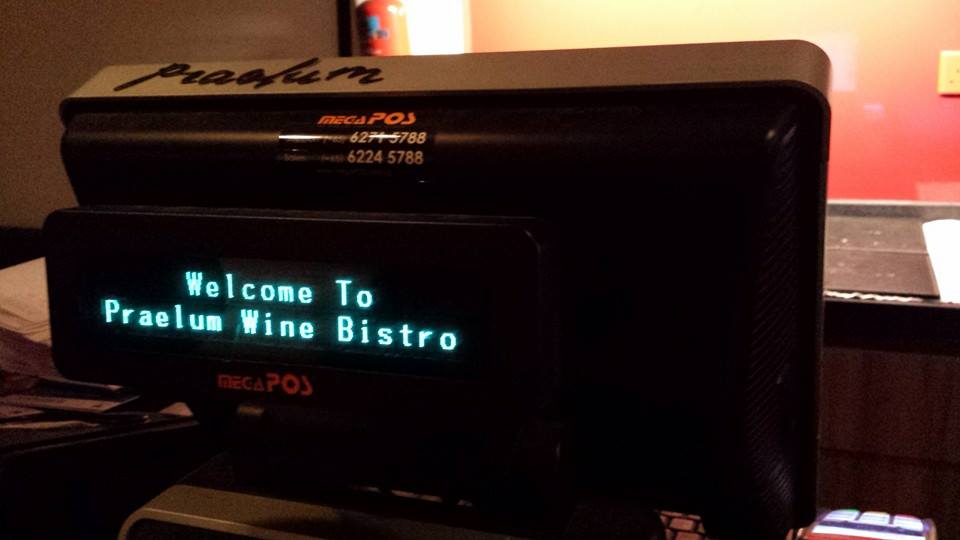 praelum
MEGAPOS
6271 5788
6224 5788
Welcome To
Praelum Wine Bistro
MEGAPOS